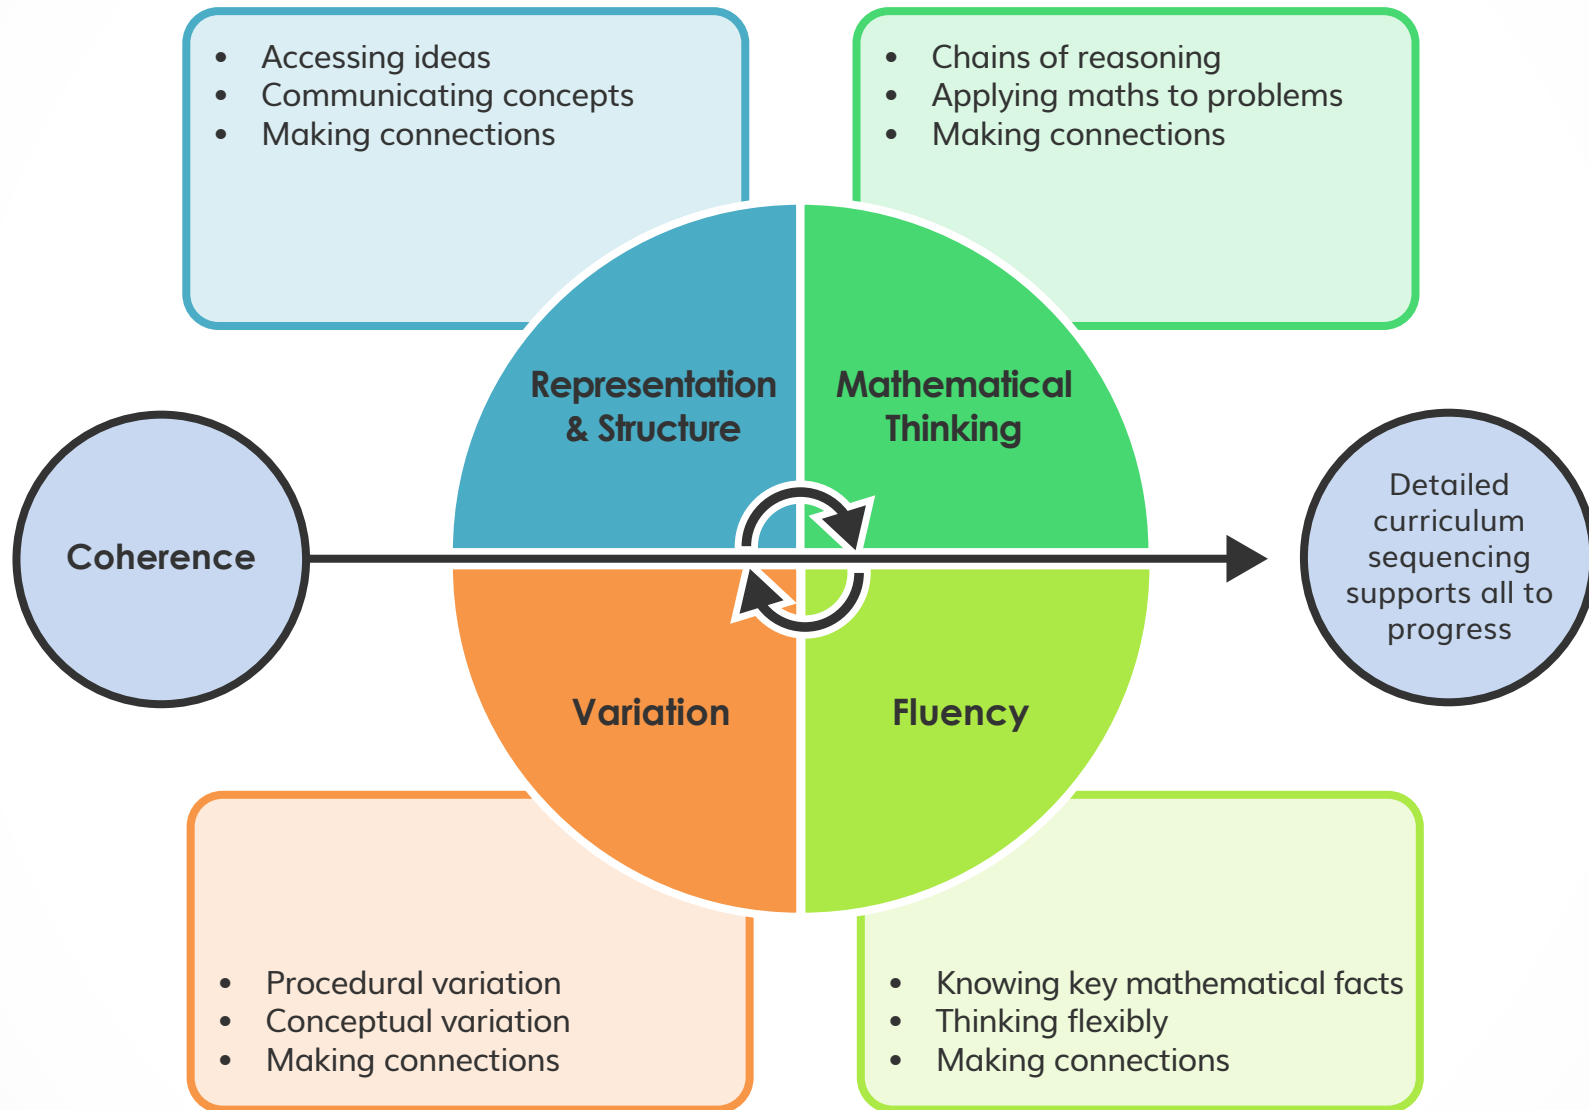 • Accessing ideas
• Communicating concepts
• Making connections
• Chains of reasoning
• Applying maths to problems
• Making connections
Representation
& Structure
Mathematical
Thinking
Coherence
Detailed
curriculum
sequencing
supports all to
progress
Variation
Fluency
• Procedural variation
• Conceptual variation
• Making connections
• Knowing key mathematical facts
• Thinking flexibly
• Making connections